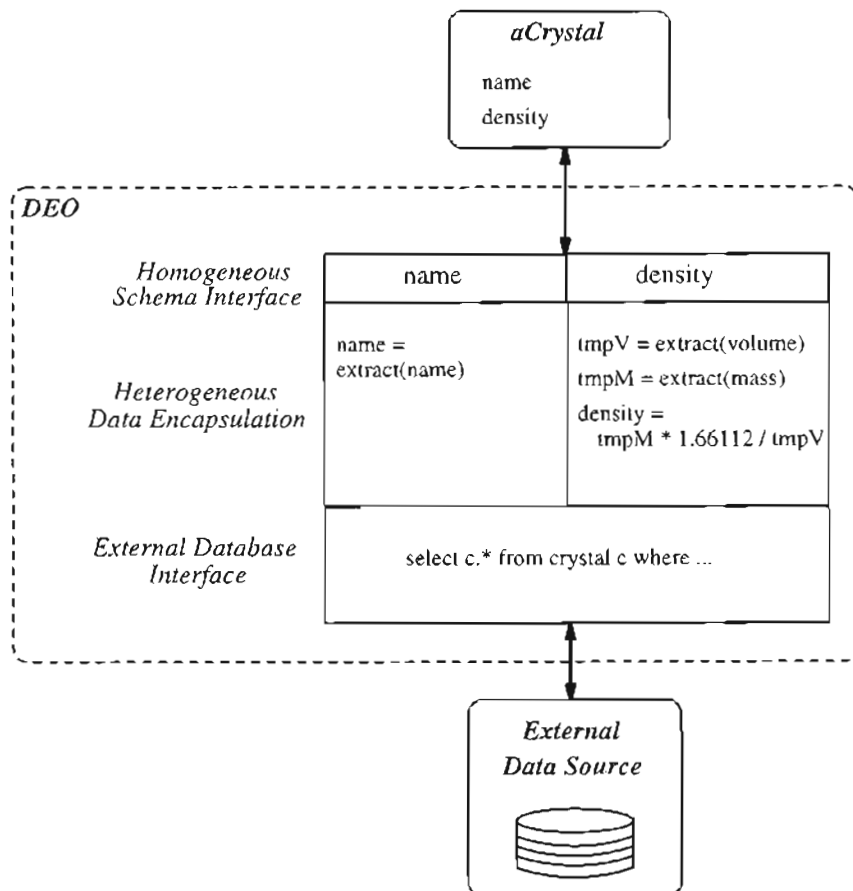 aCrystal
name
density
DEO
Homogeneous
Schema Interface
name
density
Heterogeneous
Data Encapsulation
name =
extract(name)
tmpV = extract(volume)
tmpM = extract(mass)
density =
tmpM * 1.66112 / tmpV
External Database
Interface
select c.* from crystal c where ...
External
Data Source